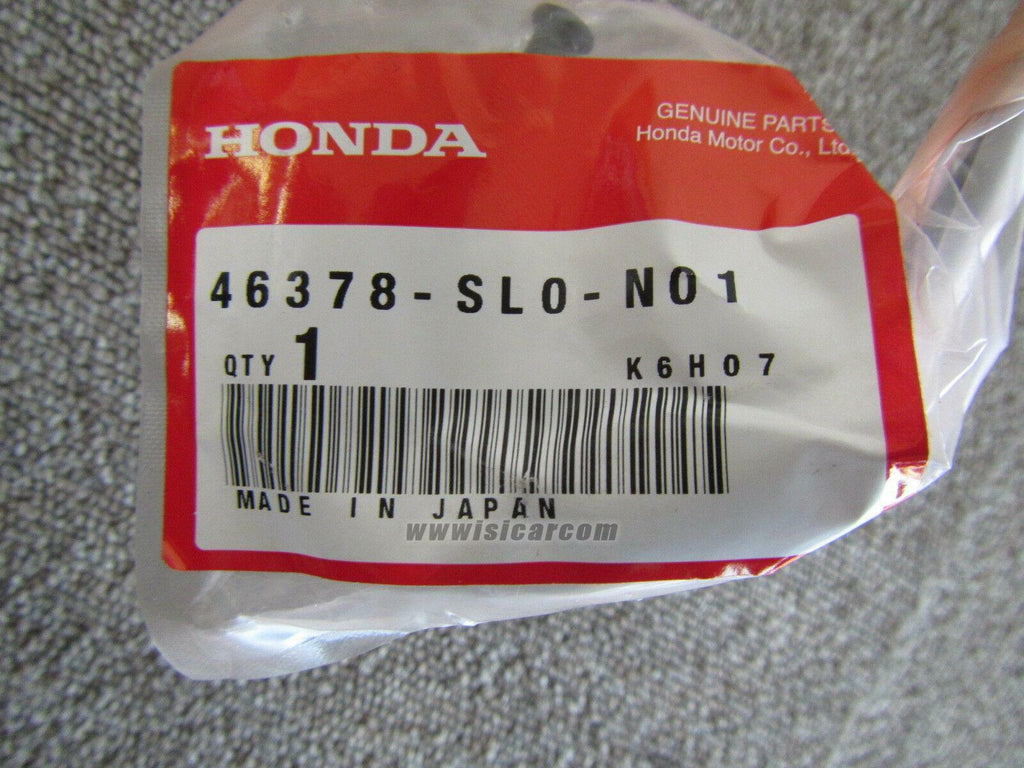 HONDA
GENUINE PARTS
Honda Motor Co., Ltd.
46378-SL0-N01
QTY 1
K6H07
MADE IN JAPAN
wwwisicarcom